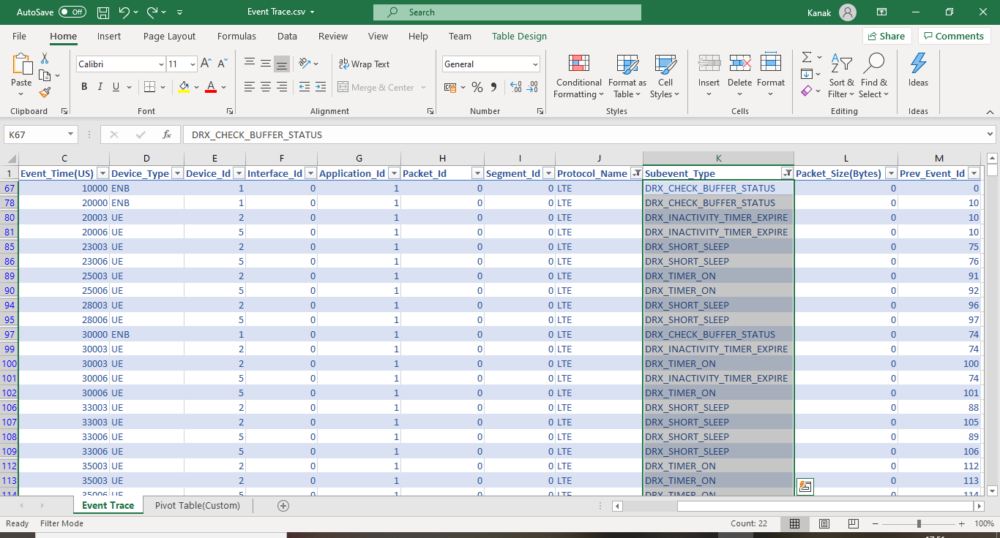 AutoSave Off Event Trace.csv Search Kanak
File Home Insert Page Layout Formulas Data Review View Help Team Table Design Share Comments
Paste Calibri 11 Wrap Text General Conditional Formatting Format as Table Cell Styles Insert Delete Format Sort & Filter Find & Select Ideas
B I U Merge & Center
Clipboard Font Alignment Number Styles Cells Editing Ideas
K67 fx DRX_CHECK_BUFFER_STATUS
C D E F G H I J K L M
1 Event_Time(US) Device_Type Device_Id Interface_Id Application_Id Packet_Id Segment_Id Protocol_Name Subevent_Type Packet_Size(Bytes) Prev_Event_Id
67 10000 ENB 1 0 1 0 0 LTE DRX_CHECK_BUFFER_STATUS 0 0
78 20000 ENB 1 0 1 0 0 LTE DRX_CHECK_BUFFER_STATUS 0 10
80 20003 UE 2 0 1 0 0 LTE DRX_INACTIVITY_TIMER_EXPIRE 0 10
81 20006 UE 5 0 1 0 0 LTE DRX_INACTIVITY_TIMER_EXPIRE 0 10
85 23003 UE 2 0 1 0 0 LTE DRX_SHORT_SLEEP 0 75
86 23006 UE 5 0 1 0 0 LTE DRX_SHORT_SLEEP 0 76
89 25003 UE 2 0 1 0 0 LTE DRX_TIMER_ON 0 91
90 25006 UE 5 0 1 0 0 LTE DRX_TIMER_ON 0 92
94 28003 UE 2 0 1 0 0 LTE DRX_SHORT_SLEEP 0 96
95 28006 UE 5 0 1 0 0 LTE DRX_SHORT_SLEEP 0 97
97 30000 ENB 1 0 1 0 0 LTE DRX_CHECK_BUFFER_STATUS 0 74
99 30003 UE 2 0 1 0 0 LTE DRX_INACTIVITY_TIMER_EXPIRE 0 74
100 30003 UE 2 0 1 0 0 LTE DRX_TIMER_ON 0 100
101 30006 UE 5 0 1 0 0 LTE DRX_INACTIVITY_TIMER_EXPIRE 0 74
102 30006 UE 5 0 1 0 0 LTE DRX_TIMER_ON 0 101
106 33003 UE 2 0 1 0 0 LTE DRX_SHORT_SLEEP 0 88
107 33003 UE 2 0 1 0 0 LTE DRX_SHORT_SLEEP 0 105
108 33006 UE 5 0 1 0 0 LTE DRX_SHORT_SLEEP 0 89
109 33006 UE 5 0 1 0 0 LTE DRX_SHORT_SLEEP 0 106
112 35003 UE 2 0 1 0 0 LTE DRX_TIMER_ON 0 112
113 35003 UE 2 0 1 0 0 LTE DRX_TIMER_ON 0 113
114 35006 UE 5 0 1 0 0 LTE DRX_TIMER_ON 0 114
Event Trace Pivot Table(Custom)
Ready Filter Mode Count: 22 100%